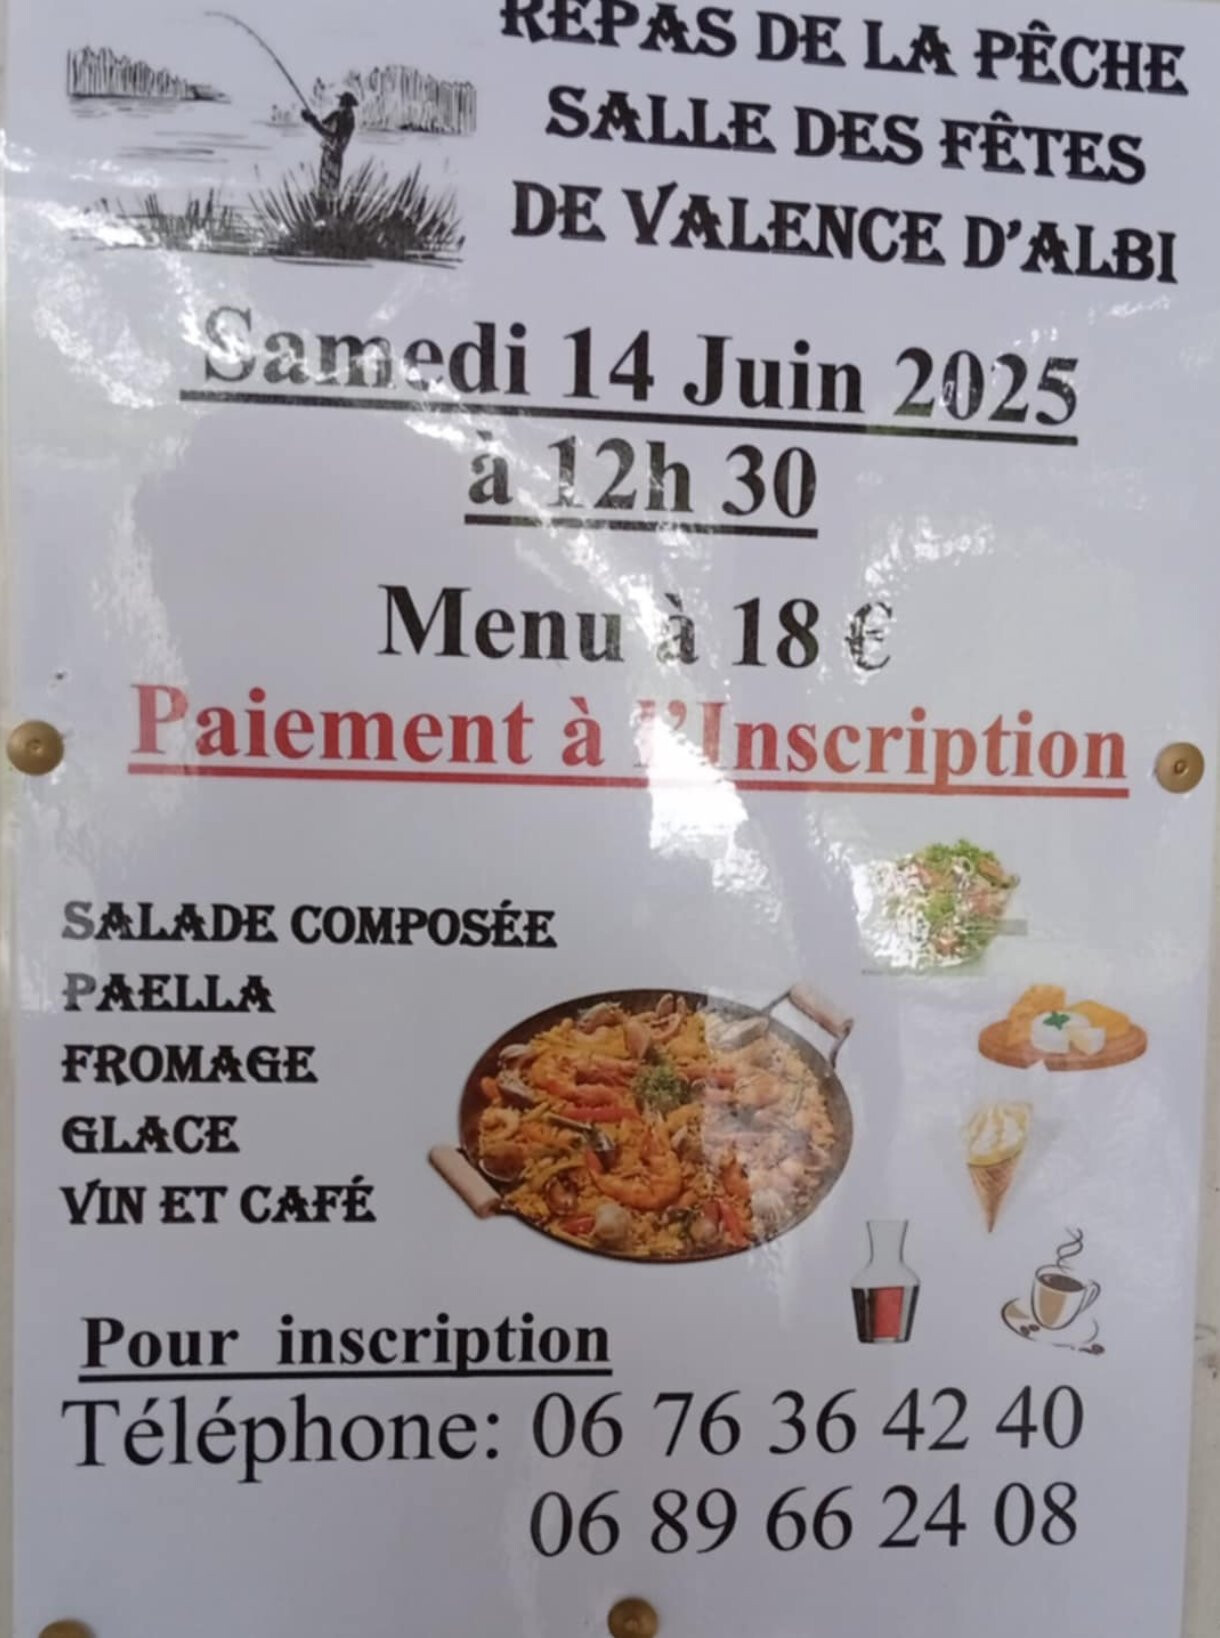 REPAS DE LA PÊCHE
SALLE DES FÊTES
DE VALENCE D'ALBI
Samedi 14 Juin 2025
à 12h 30
Menu à 18 €
Paiement à l'Inscription
SALADE COMPOSÉE
PAELLA
FROMAGE
GLACE
VIN ET CAFÉ
Pour inscription
Téléphone: 06 76 36 42 40
06 89 66 24 08